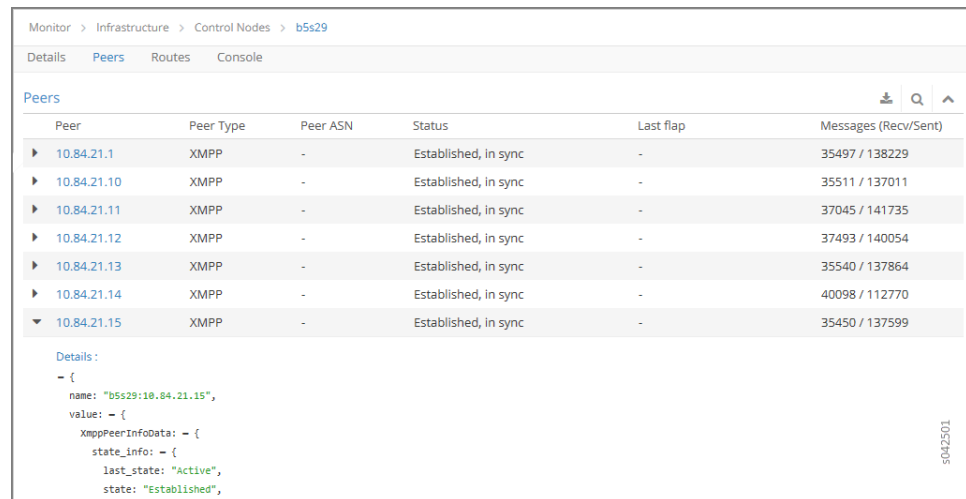 Monitor > Infrastructure > Control Nodes > b5s29
Details Peers Routes Console
Peers
Peer Peer Type Peer ASN Status Last flap Messages (Recv/Sent)
10.84.21.1 XMPP - Established, in sync - 35497 / 138229
10.84.21.10 XMPP - Established, in sync - 35511 / 137011
10.84.21.11 XMPP - Established, in sync - 37045 / 141735
10.84.21.12 XMPP - Established, in sync - 37493 / 140054
10.84.21.13 XMPP - Established, in sync - 35540 / 137864
10.84.21.14 XMPP - Established, in sync - 40098 / 112770
10.84.21.15 XMPP - Established, in sync - 35450 / 137599
Details :
– {
name: "b5s29:10.84.21.15",
value: – {
XmppPeerInfoData: – {
state_info: – {
last_state: "Active",
state: "Established",
s042501